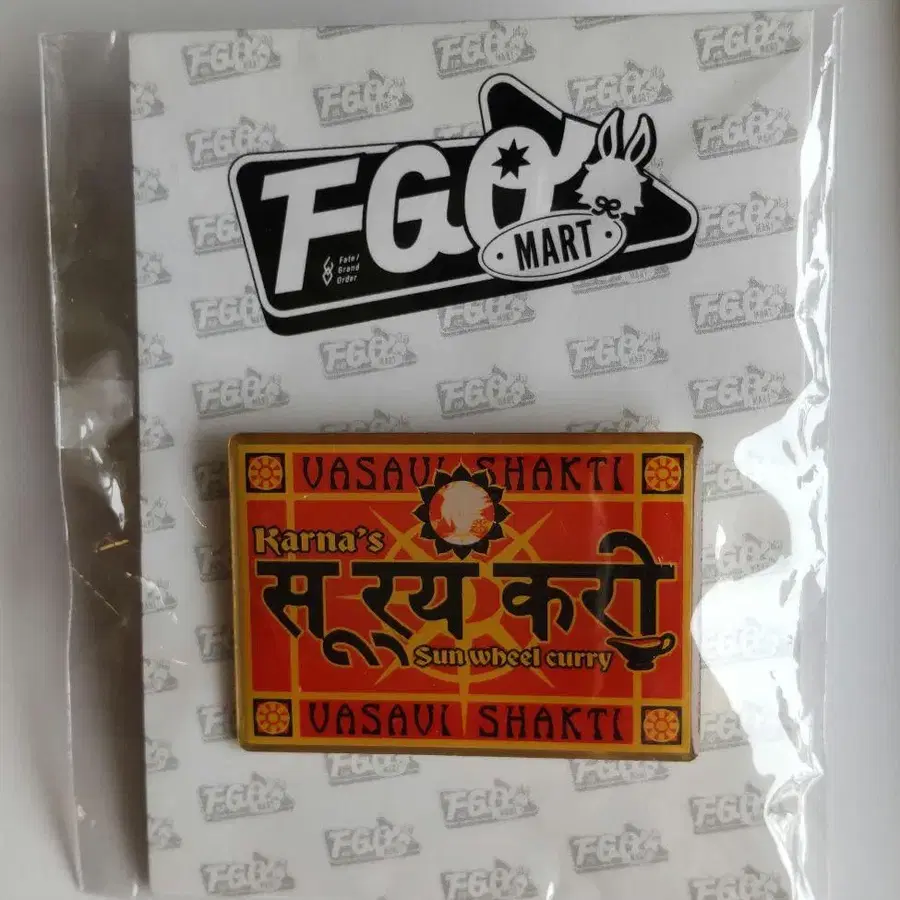 FGO
MART
Fate/
Grand
Order
VASAVI SHAKTI
Karna's
सू र्‌य करी
Sun wheel curry
VASAVI SHAKTI